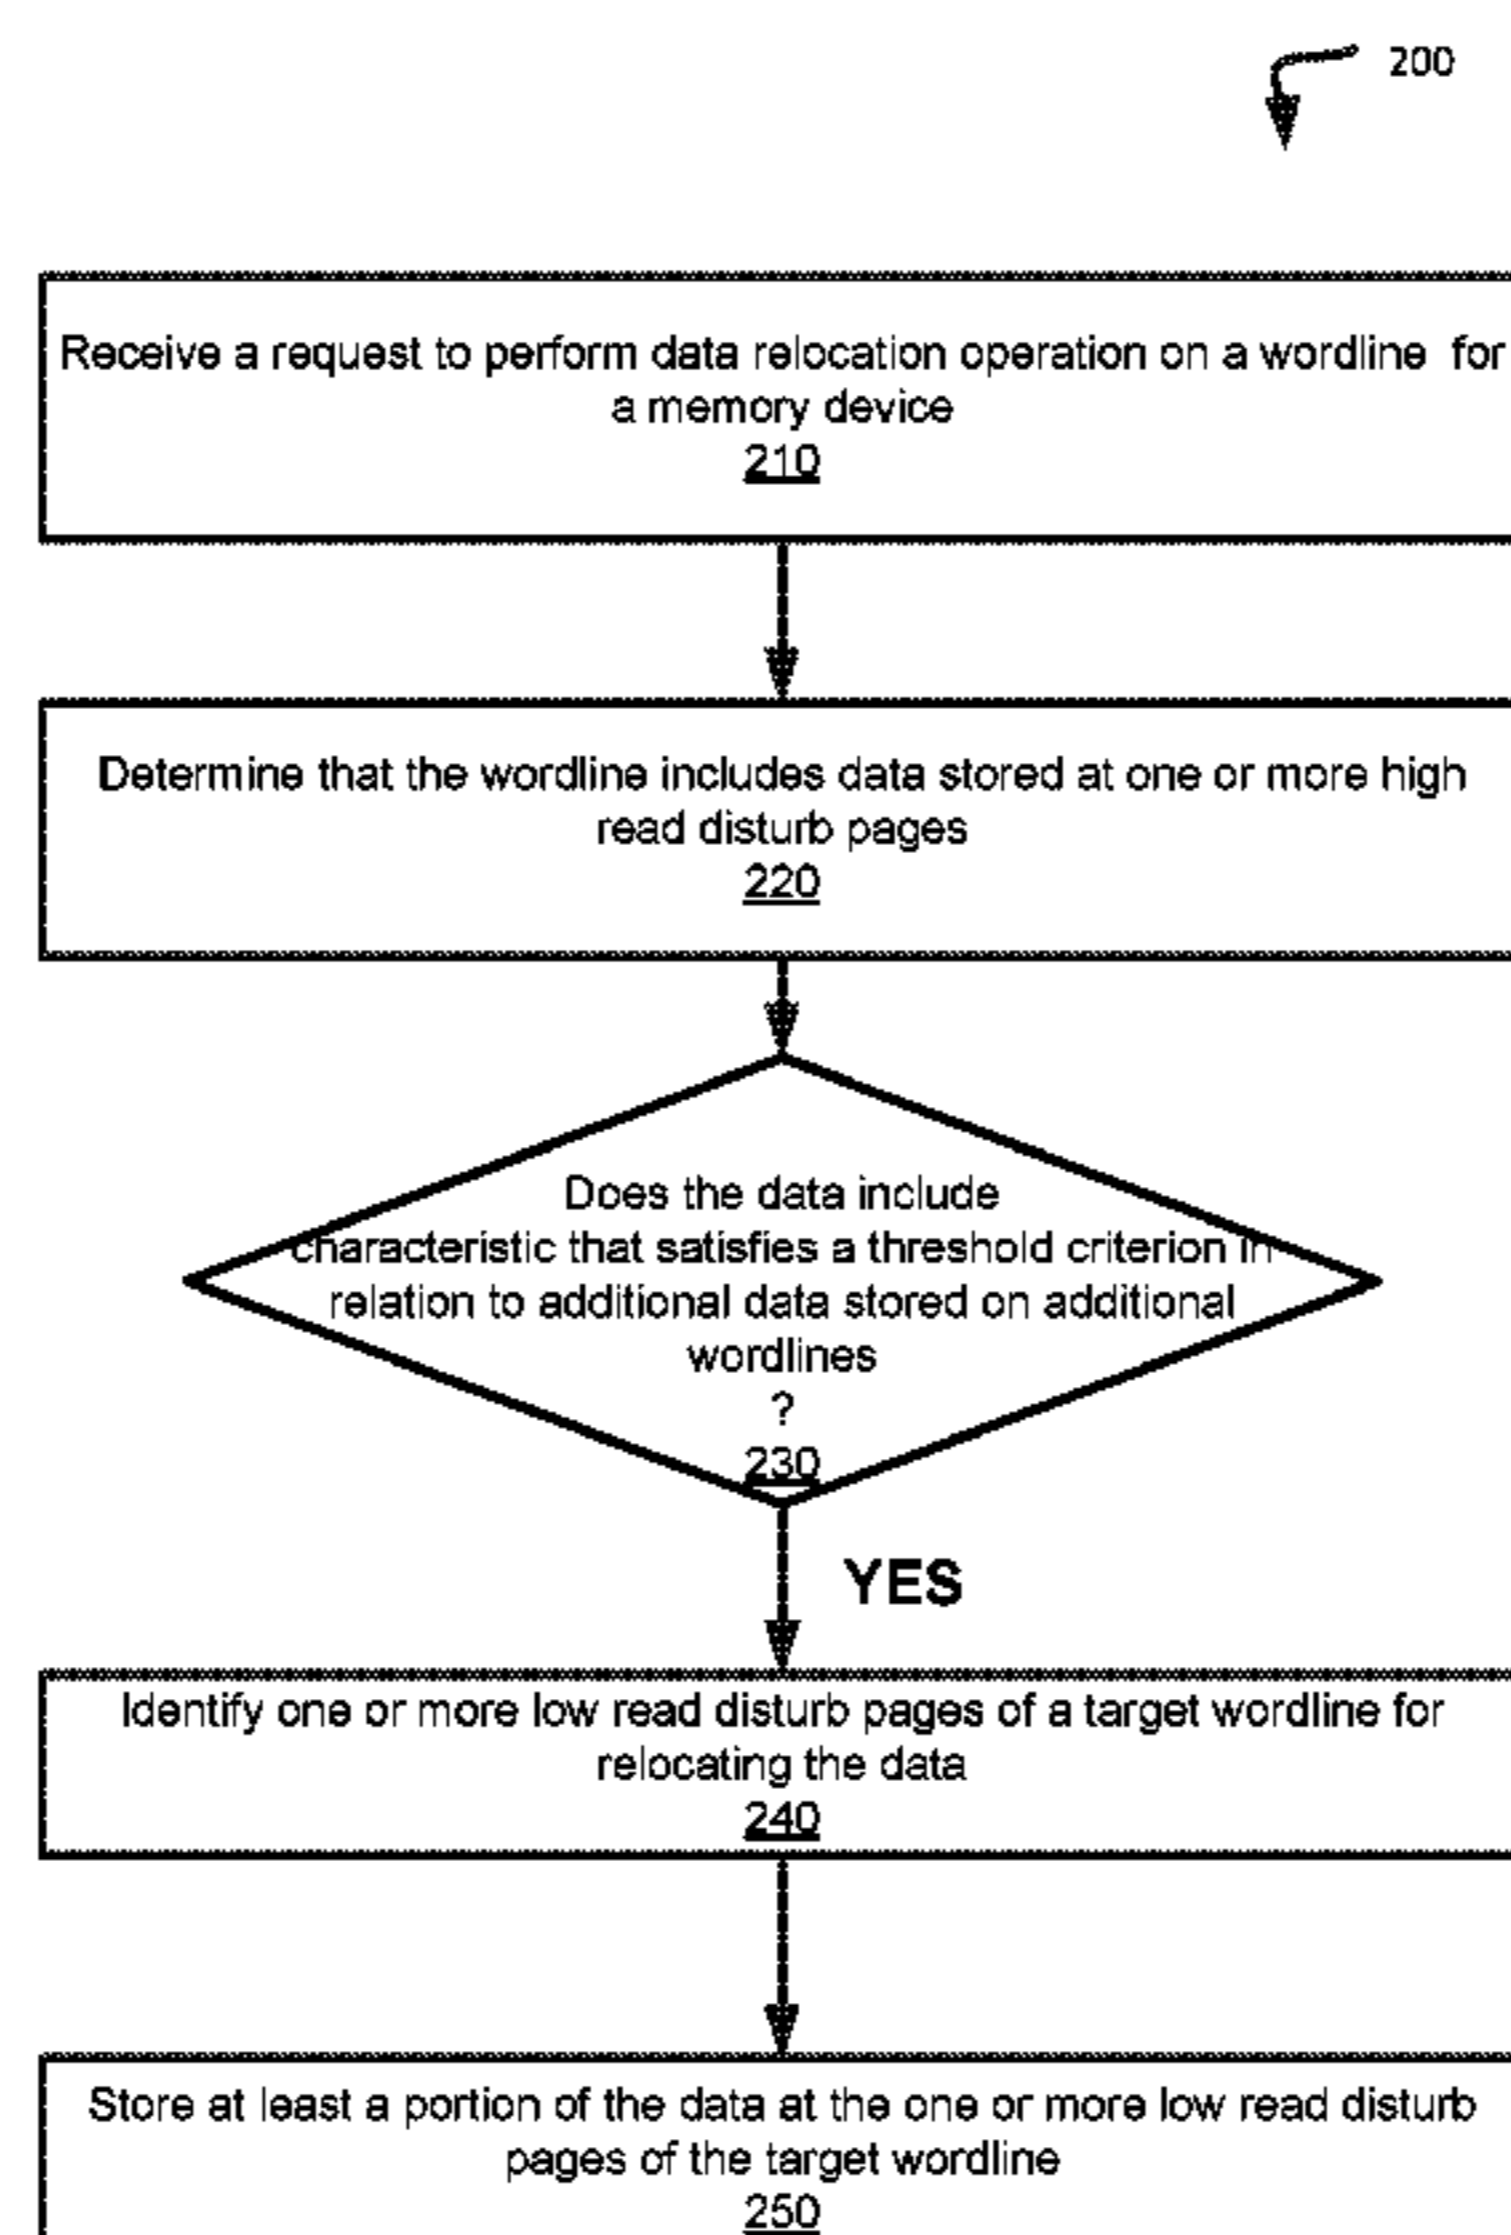 200
Receive a request to perform data relocation operation on a wordline for
a memory device
210
Determine that the wordline includes data stored at one or more high
read disturb pages
220
Does the data include
characteristic that satisfies a threshold criterion in
relation to additional data stored on additional
wordlines
?
230
YES
Identify one or more low read disturb pages of a target wordline for
relocating the data
240
Store at least a portion of the data at the one or more low read disturb
pages of the target wordline
250